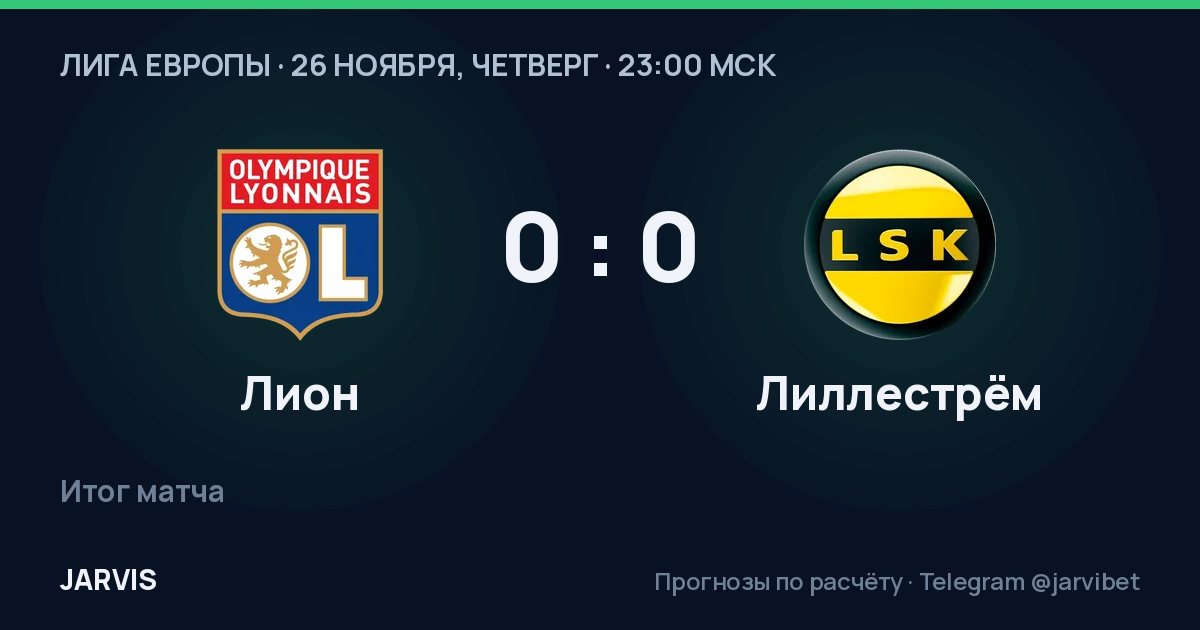 ЛИГА ЕВРОПЫ · 26 НОЯБРЯ, ЧЕТВЕРГ · 23:00 МСК
OLYMPIQUE
LYONNAIS
OL
0 : 0
LSK
Лион
Лиллестрём
Итог матча
JARVIS
Прогнозы по расчёту · Telegram @jarvibet